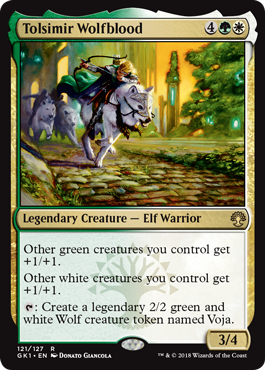 Tolsimir Wolfblood 4
Legendary Creature — Elf Warrior
Other green creatures you control get
+1/+1.
Other white creatures you control get
+1/+1.
: Create a legendary 2/2 green and
white Wolf creature token named Voja.
3/4
121/127 R
GK1 • EN Donato Giancola
™ & © 2018 Wizards of the Coast